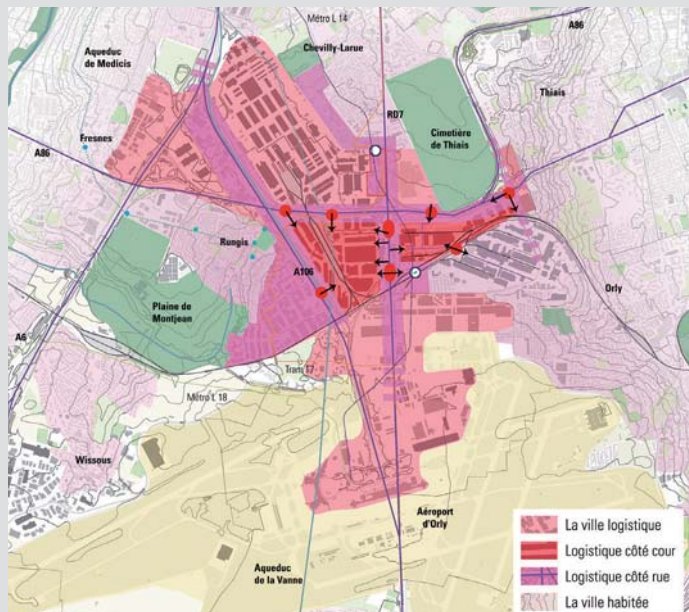 Métro L 14
A86
Aqueduc
de Medicis
Chevilly-Larue
Thiais
RD7
Cimetière
de Thiais
Fresnes
A86
Rungis
A106
Orly
Plaine de
Montjean
A6
Tram T7
Métro L 18
Wissous
Aéroport
d'Orly
Aqueduc
de la Vanne
La ville logistique
Logistique côté cour
Logistique côté rue
La ville habitée